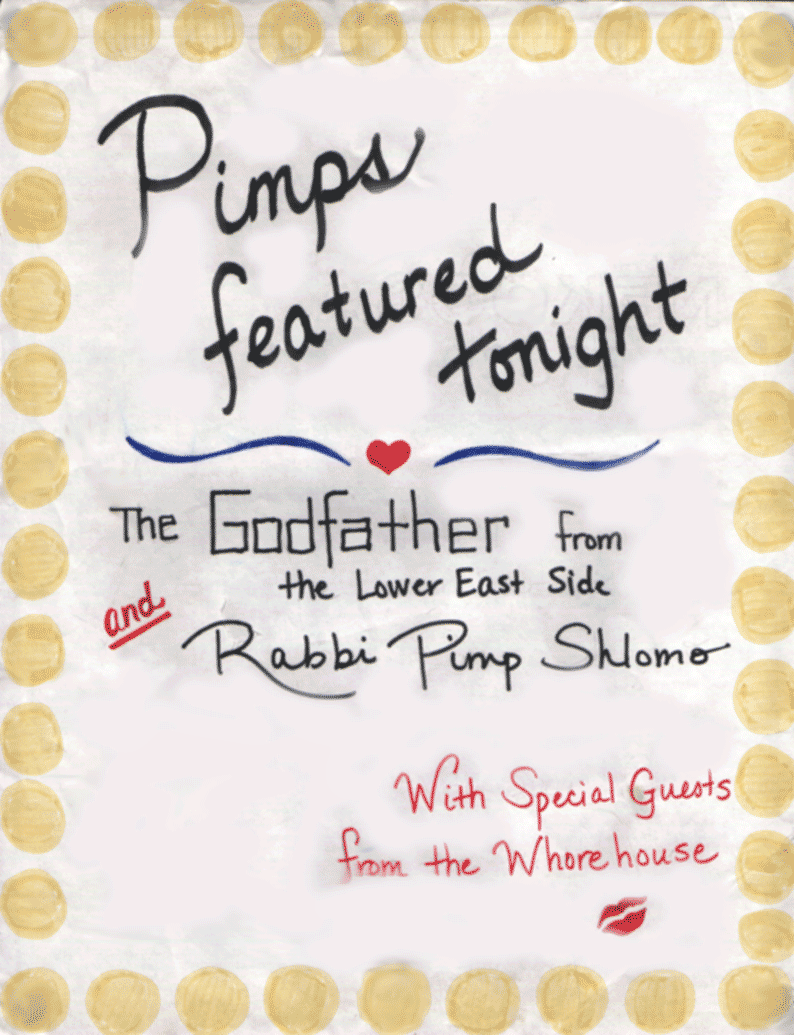 Pimps
featured
tonight
The Godfather from
the Lower East Side
and
Rabbi Pimp Shlomo
With Special Guests
from the Whorehouse